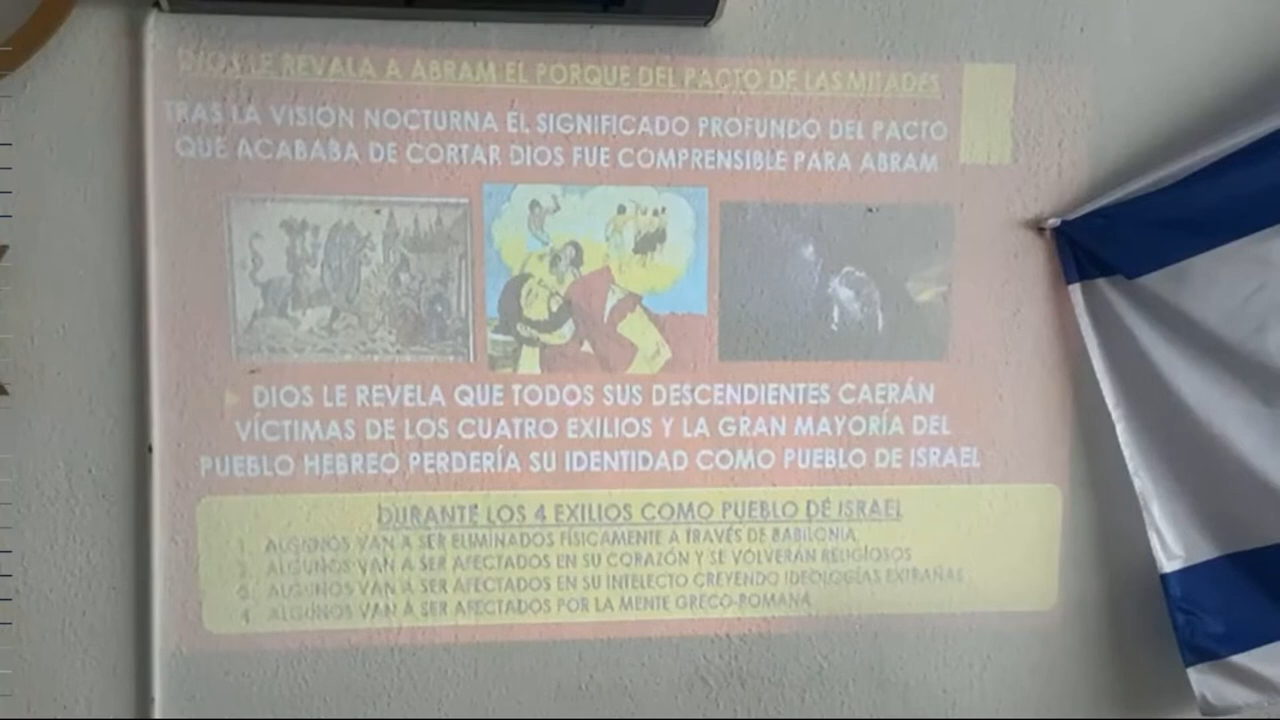 DIOS LE REVALA A ABRAM EL PORQUE DEL PACTO DE LAS MITADES
TRAS LA VISIÓN NOCTURNA EL SIGNIFICADO PROFUNDO DEL PACTO
QUE ACABABA DE CORTAR DIOS FUE COMPRENSIBLE PARA ABRAM
DIOS LE REVELA QUE TODOS SUS DESCENDIENTES CAERÁN
VÍCTIMAS DE LOS CUATRO EXILIOS Y LA GRAN MAYORÍA DEL
PUEBLO HEBREO PERDERÍA SU IDENTIDAD COMO PUEBLO DE ISRAEL
DURANTE LOS 4 EXILIOS COMO PUEBLO DE ISRAEL
1. ALGUNOS VAN A SER ELIMINADOS FÍSICAMENTE A TRAVÉS DE BABILONIA
2. ALGUNOS VAN A SER AFECTADOS EN SU CORAZÓN Y SE VOLVERÁN RELIGIOSOS
3. ALGUNOS VAN A SER AFECTADOS EN SU INTELECTO CREYENDO IDEOLOGÍAS EXTRAÑAS
4. ALGUNOS VAN A SER AFECTADOS POR LA MENTE GRECO-ROMANA